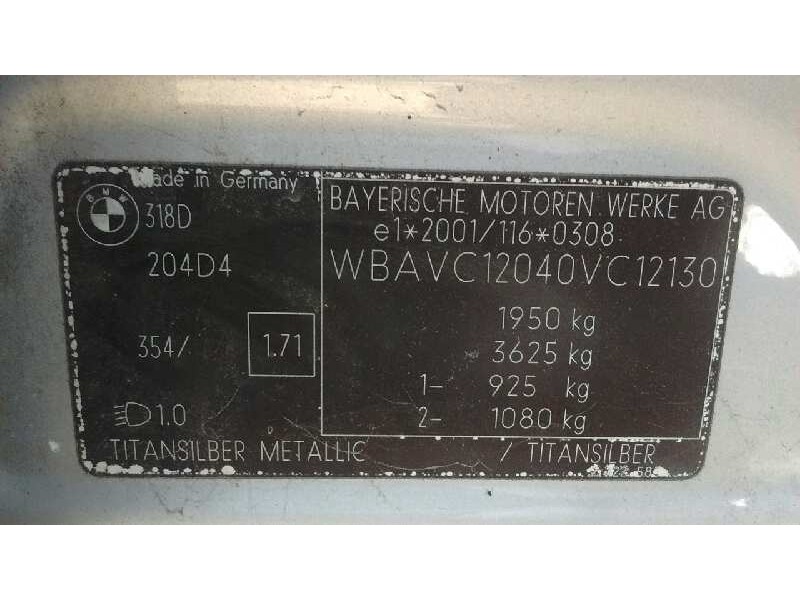 Made in Germany
BMW
318D
204D4
354/ 1.71
1.0
TITANSILBER METALLIC
BAYERISCHE MOTOREN WERKE AG
e1*2001/116*0308
WBAVC12040VC12130
1950 kg
3625 kg
1- 925 kg
2- 1080 kg
/ TITANSILBER